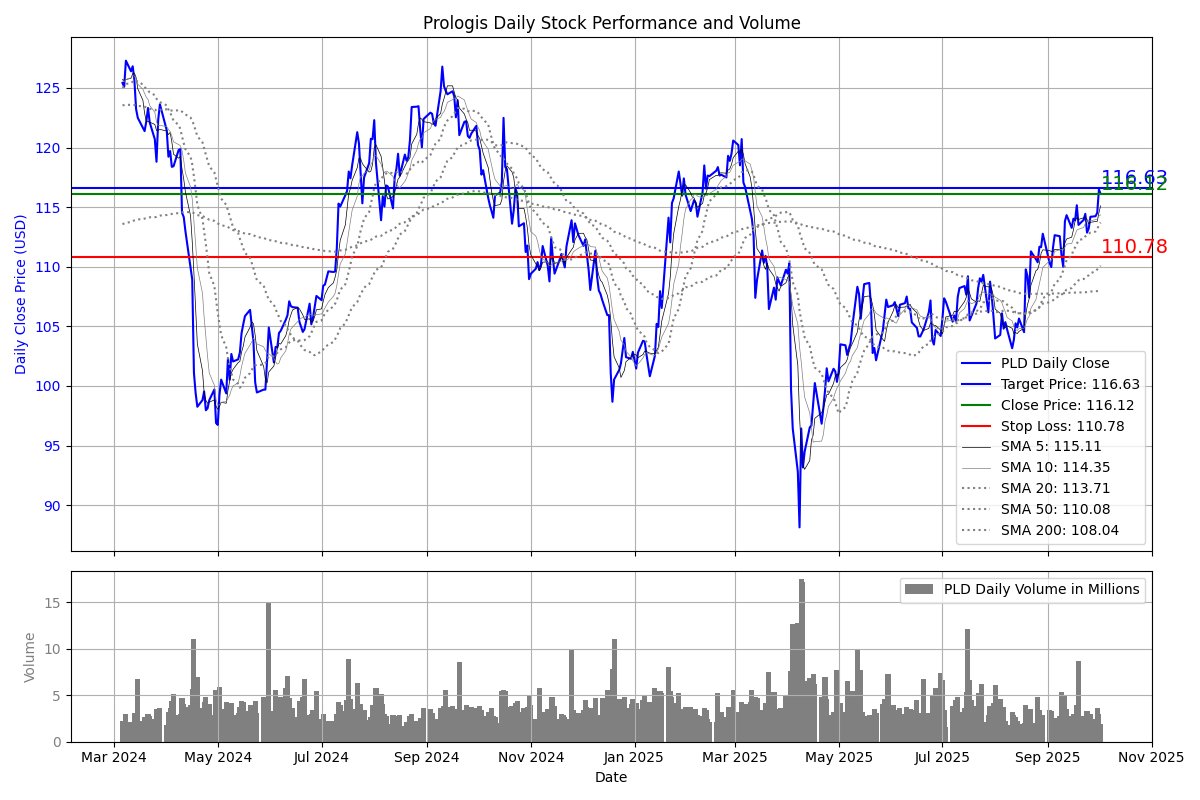 Prologis Daily Stock Performance and Volume
Daily Close Price (USD)
125
120
115
110
105
100
95
90
116.63
116.12
110.78
PLD Daily Close
Target Price: 116.63
Close Price: 116.12
Stop Loss: 110.78
SMA 5: 115.11
SMA 10: 114.35
SMA 20: 113.71
SMA 50: 110.08
SMA 200: 108.04
Volume
15
10
5
0
PLD Daily Volume in Millions
Mar 2024 May 2024 Jul 2024 Sep 2024 Nov 2024 Jan 2025 Mar 2025 May 2025 Jul 2025 Sep 2025 Nov 2025
Date